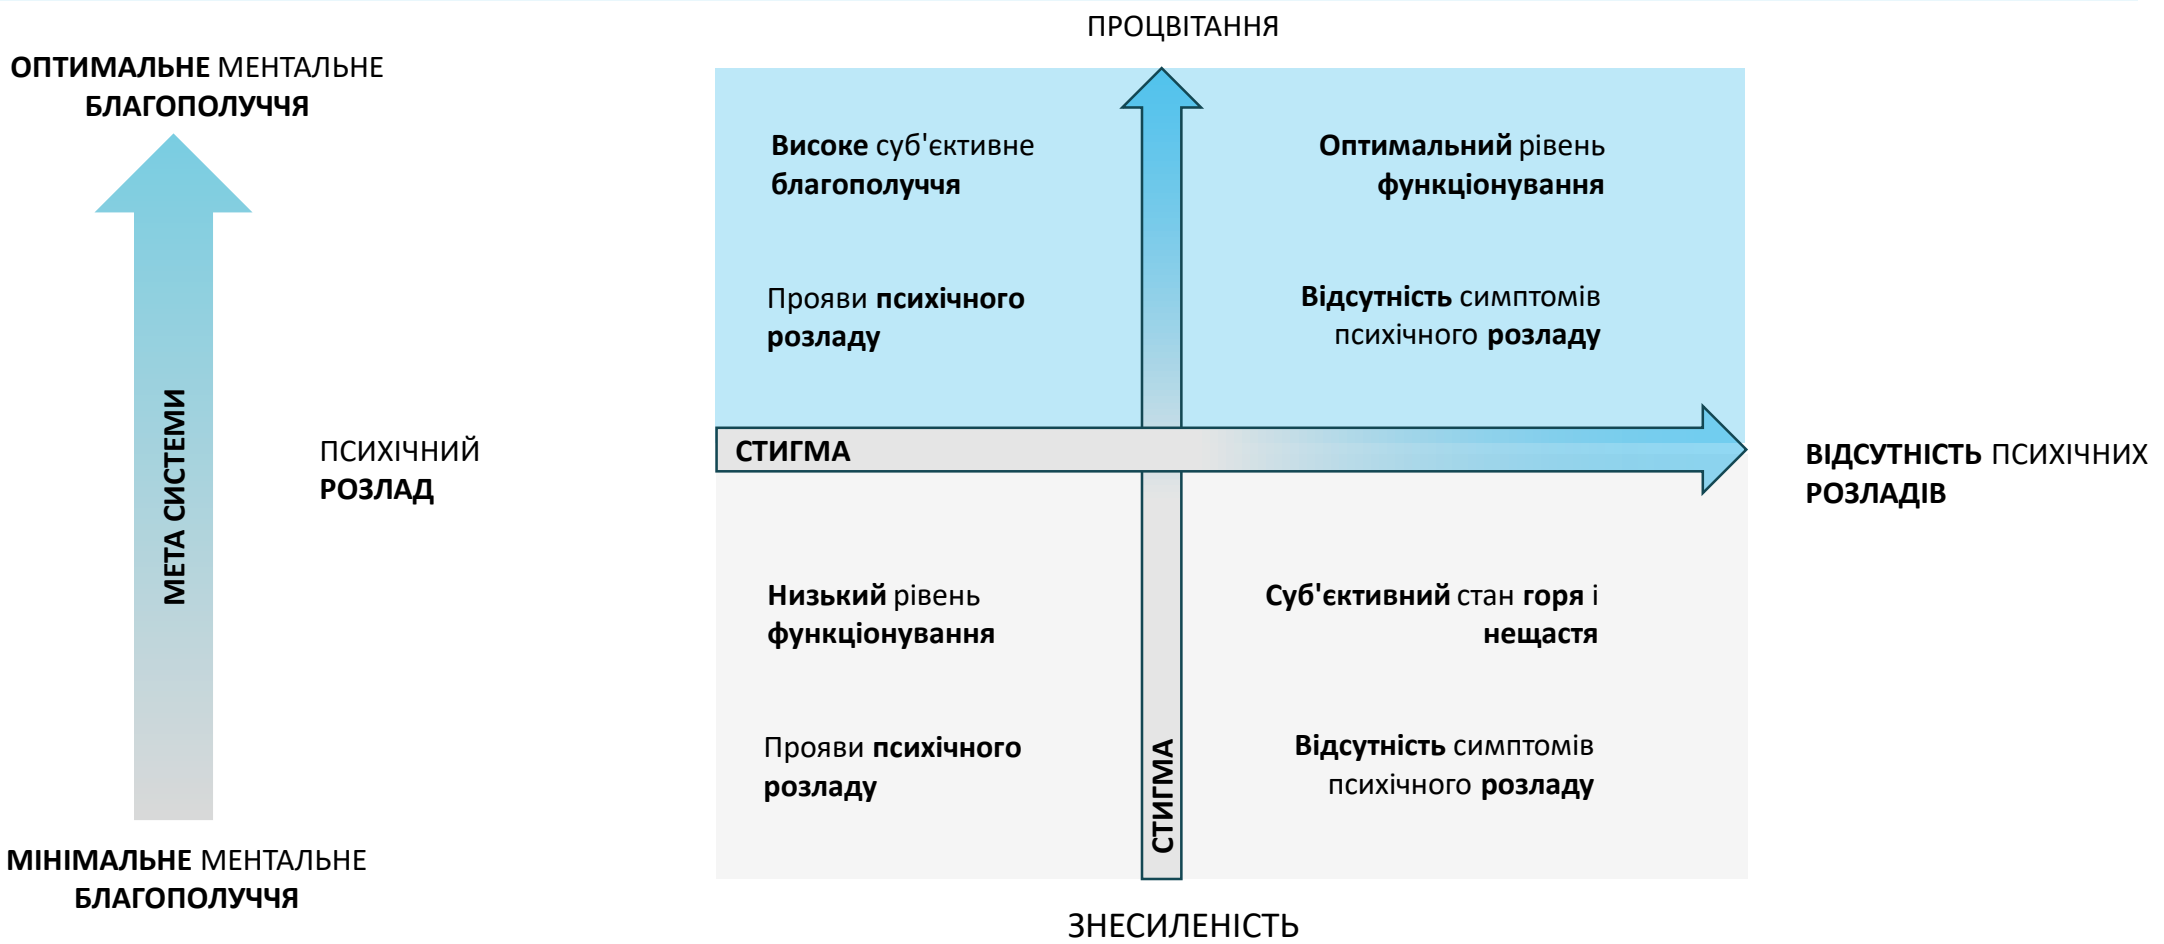 ПРОЦВІТАННЯ
ОПТИМАЛЬНЕ МЕНТАЛЬНЕ
БЛАГОПОЛУЧЧЯ
МЕТА СИСТЕМИ
МІНІМАЛЬНЕ МЕНТАЛЬНЕ
БЛАГОПОЛУЧЧЯ
ПСИХІЧНИЙ
РОЗЛАД
Високе суб'єктивне
благополуччя
Прояви психічного
розладу
Оптимальний рівень
функціонування
Відсутність симптомів
психічного розладу
СТИГМА
ВІДСУТНІСТЬ ПСИХІЧНИХ
РОЗЛАДІВ
Низький рівень
функціонування
Прояви психічного
розладу
СТИГМА
Суб'єктивний стан горя і
нещастя
Відсутність симптомів
психічного розладу
ЗНЕСИЛЕНІСТЬ